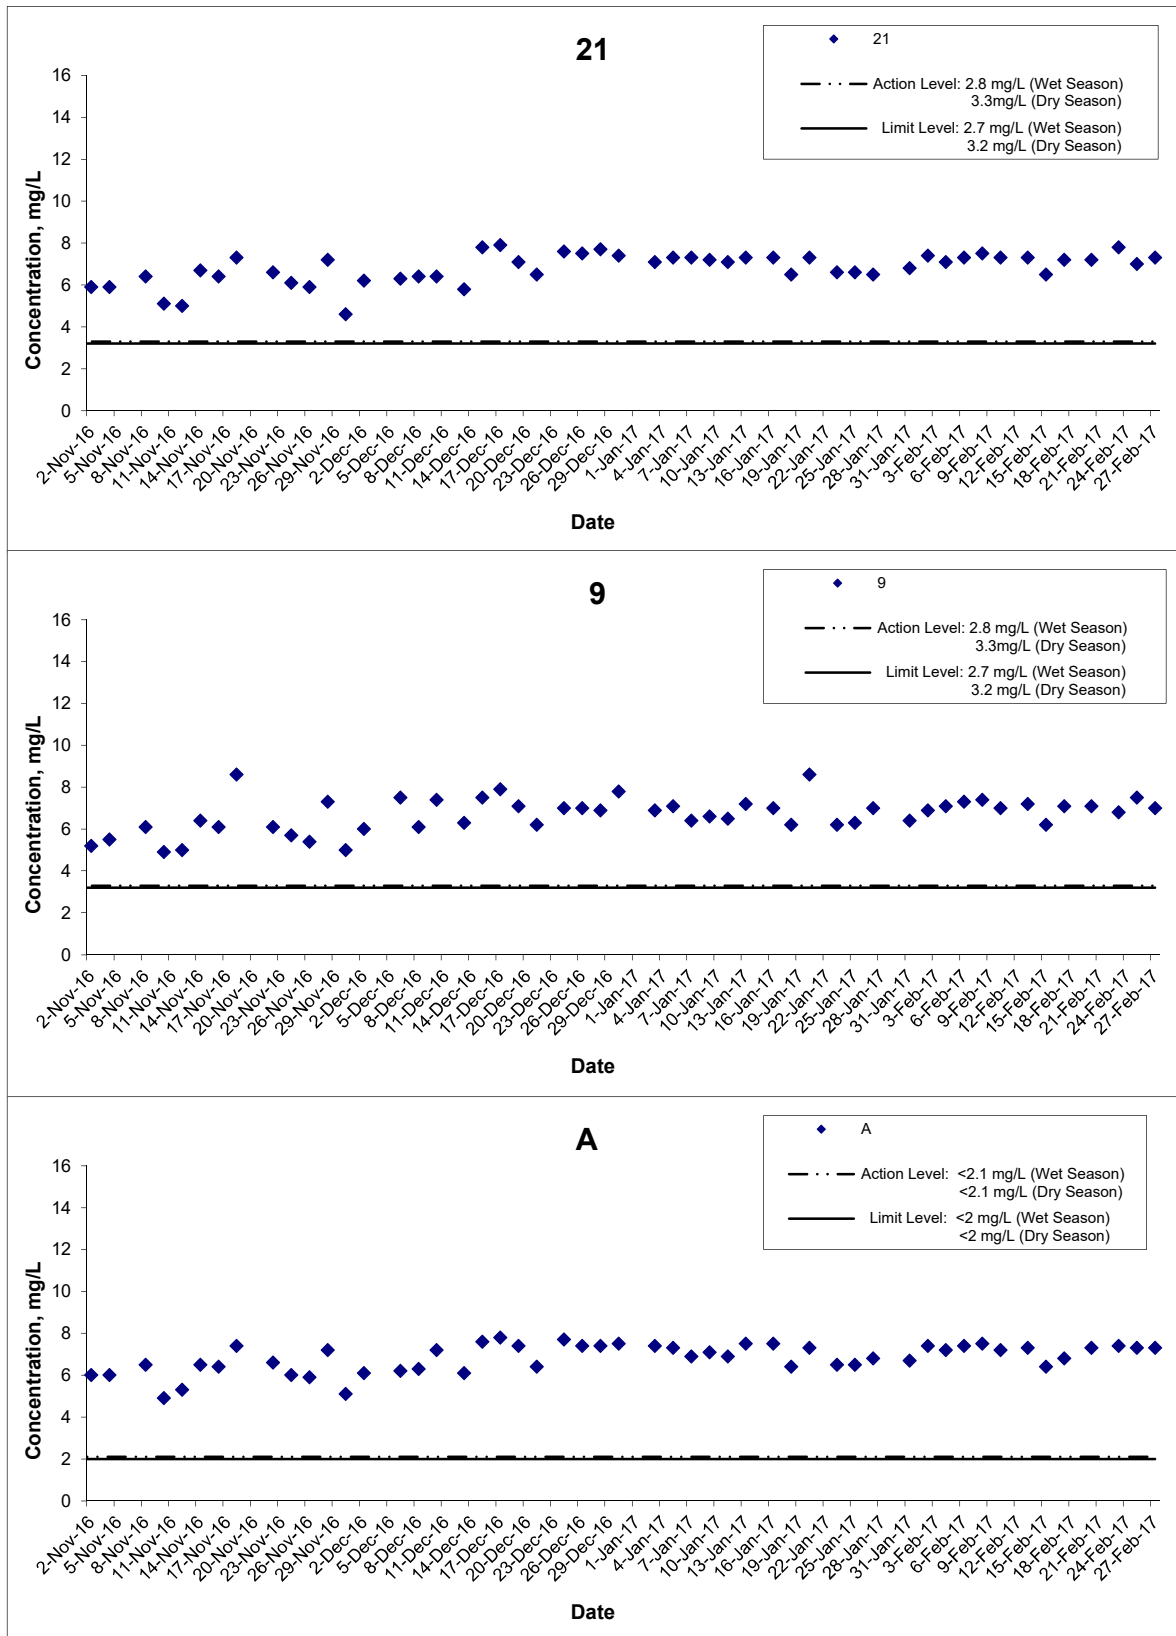 21
21
Action Level: 2.8 mg/L (Wet Season)
3.3mg/L (Dry Season)
Limit Level: 2.7 mg/L (Wet Season)
3.2 mg/L (Dry Season)
Concentration, mg/L
16
14
12
10
8
6
4
2
0
2-Nov-16
5-Nov-16
8-Nov-16
11-Nov-16
14-Nov-16
17-Nov-16
20-Nov-16
23-Nov-16
26-Nov-16
29-Nov-16
2-Dec-16
5-Dec-16
8-Dec-16
11-Dec-16
14-Dec-16
17-Dec-16
20-Dec-16
23-Dec-16
26-Dec-16
29-Dec-16
1-Jan-17
4-Jan-17
7-Jan-17
10-Jan-17
13-Jan-17
16-Jan-17
19-Jan-17
22-Jan-17
25-Jan-17
28-Jan-17
31-Jan-17
3-Feb-17
6-Feb-17
9-Feb-17
12-Feb-17
15-Feb-17
18-Feb-17
21-Feb-17
24-Feb-17
27-Feb-17
Date
9
9
Action Level: 2.8 mg/L (Wet Season)
3.3mg/L (Dry Season)
Limit Level: 2.7 mg/L (Wet Season)
3.2 mg/L (Dry Season)
Concentration, mg/L
16
14
12
10
8
6
4
2
0
2-Nov-16
5-Nov-16
8-Nov-16
11-Nov-16
14-Nov-16
17-Nov-16
20-Nov-16
23-Nov-16
26-Nov-16
29-Nov-16
2-Dec-16
5-Dec-16
8-Dec-16
11-Dec-16
14-Dec-16
17-Dec-16
20-Dec-16
23-Dec-16
26-Dec-16
29-Dec-16
1-Jan-17
4-Jan-17
7-Jan-17
10-Jan-17
13-Jan-17
16-Jan-17
19-Jan-17
22-Jan-17
25-Jan-17
28-Jan-17
31-Jan-17
3-Feb-17
6-Feb-17
9-Feb-17
12-Feb-17
15-Feb-17
18-Feb-17
21-Feb-17
24-Feb-17
27-Feb-17
Date
A
A
Action Level: <2.1 mg/L (Wet Season)
<2.1 mg/L (Dry Season)
Limit Level: <2 mg/L (Wet Season)
<2 mg/L (Dry Season)
Concentration, mg/L
16
14
12
10
8
6
4
2
0
2-Nov-16
5-Nov-16
8-Nov-16
11-Nov-16
14-Nov-16
17-Nov-16
20-Nov-16
23-Nov-16
26-Nov-16
29-Nov-16
2-Dec-16
5-Dec-16
8-Dec-16
11-Dec-16
14-Dec-16
17-Dec-16
20-Dec-16
23-Dec-16
26-Dec-16
29-Dec-16
1-Jan-17
4-Jan-17
7-Jan-17
10-Jan-17
13-Jan-17
16-Jan-17
19-Jan-17
22-Jan-17
25-Jan-17
28-Jan-17
31-Jan-17
3-Feb-17
6-Feb-17
9-Feb-17
12-Feb-17
15-Feb-17
18-Feb-17
21-Feb-17
24-Feb-17
27-Feb-17
Date